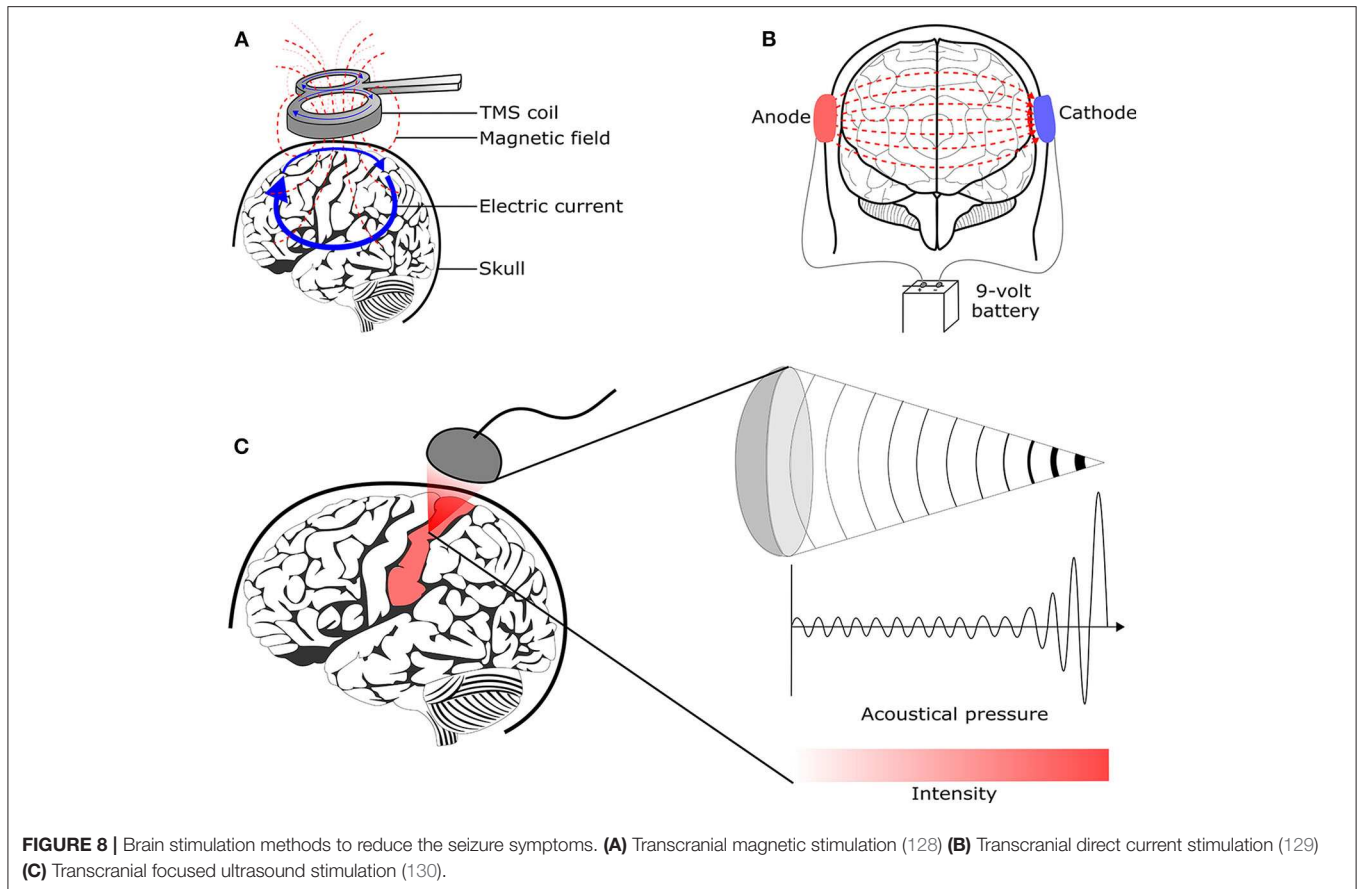 A
TMS coil
Magnetic field
Electric current
Skull
B
Anode
Cathode
9-volt
battery
C
Acoustical pressure
Intensity
FIGURE 8 | Brain stimulation methods to reduce the seizure symptoms. (A) Transcranial magnetic stimulation (128) (B) Transcranial direct current stimulation (129)
(C) Transcranial focused ultrasound stimulation (130).